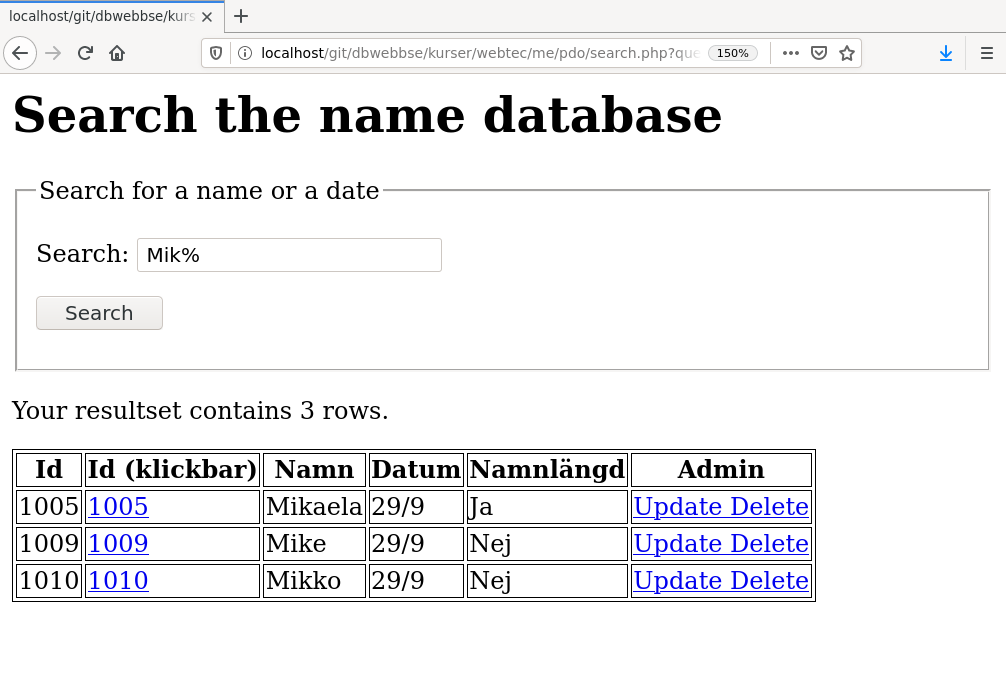 localhost/git/dbwebbse/kurs
localhost/git/dbwebbse/kurser/webtec/me/pdo/search.php?que 150%
Search the name database
Search for a name or a date
Search: Mik%
Search
Your resultset contains 3 rows.
Id Id (klickbar) Namn Datum Namnlängd Admin
1005 1005 Mikaela 29/9 Ja Update Delete
1009 1009 Mike 29/9 Nej Update Delete
1010 1010 Mikko 29/9 Nej Update Delete